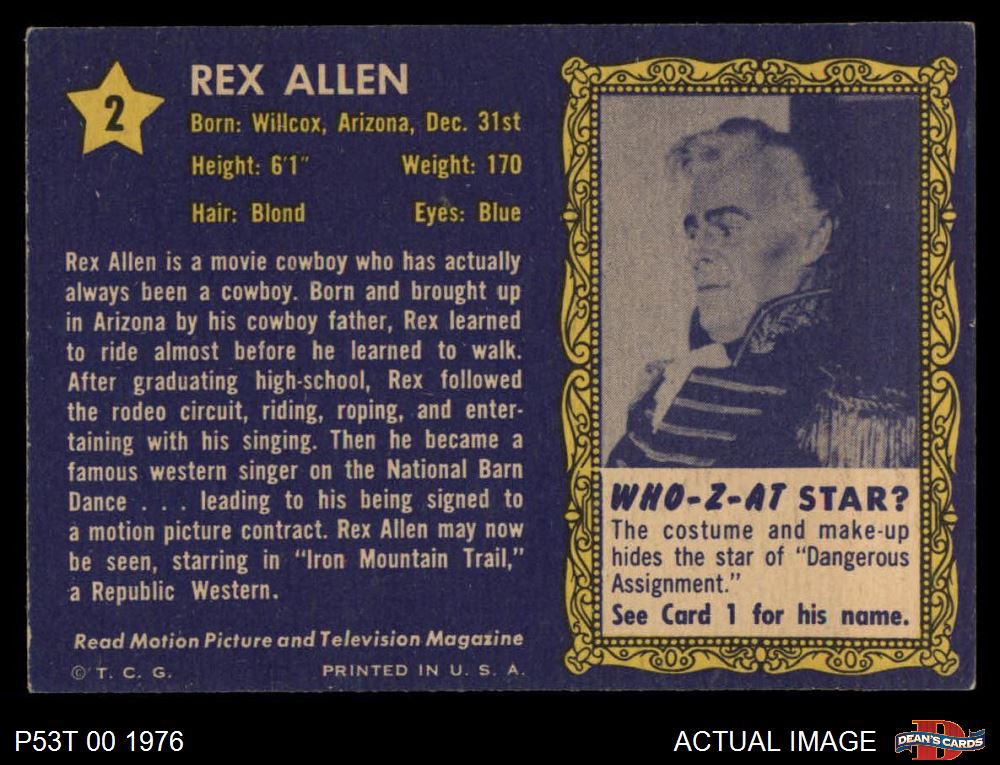 2
REX ALLEN
Born: Willcox, Arizona, Dec. 31st
Height: 6'1" Weight: 170
Hair: Blond Eyes: Blue
Rex Allen is a movie cowboy who has actually
always been a cowboy. Born and brought up
in Arizona by his cowboy father, Rex learned
to ride almost before he learned to walk.
After graduating high-school, Rex followed
the rodeo circuit, riding, roping, and enter-
taining with his singing. Then he became a
famous western singer on the National Barn
Dance . . . leading to his being signed to
a motion picture contract. Rex Allen may now
be seen, starring in "Iron Mountain Trail,"
a Republic Western.
Read Motion Picture and Television Magazine
© T. C. G. PRINTED IN U. S. A.
WHO-Z-AT STAR?
The costume and make-up
hides the star of "Dangerous
Assignment."
See Card 1 for his name.
P53T 00 1976
ACTUAL IMAGE
D
DEAN'S CARDS